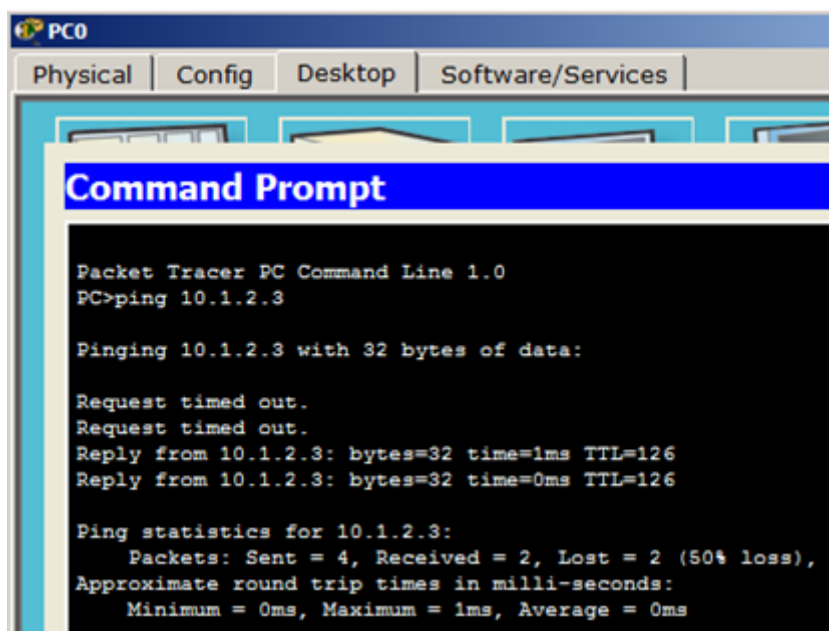 PC0
Physical Config Desktop Software/Services
Command Prompt
Packet Tracer PC Command Line 1.0
PC>ping 10.1.2.3
Pinging 10.1.2.3 with 32 bytes of data:
Request timed out.
Request timed out.
Reply from 10.1.2.3: bytes=32 time=1ms TTL=126
Reply from 10.1.2.3: bytes=32 time=0ms TTL=126
Ping statistics for 10.1.2.3:
Packets: Sent = 4, Received = 2, Lost = 2 (50% loss),
Approximate round trip times in milli-seconds:
Minimum = 0ms, Maximum = 1ms, Average = 0ms